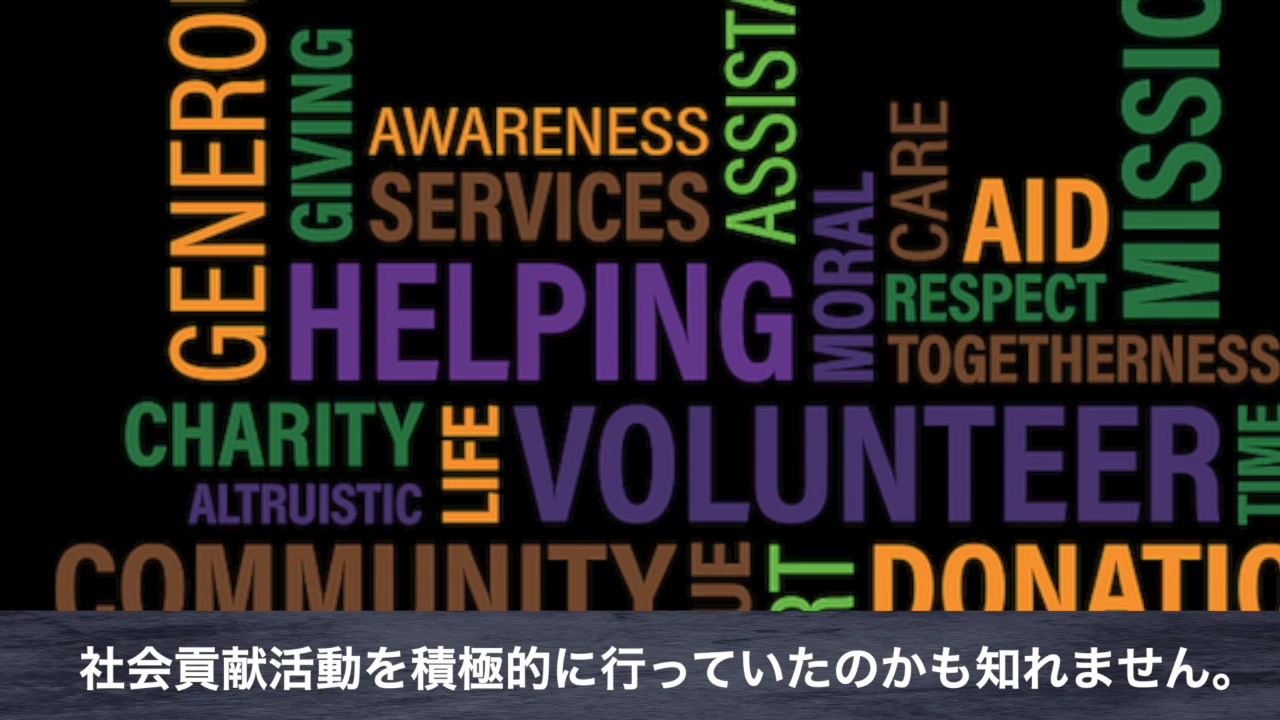 GENERO
GIVING
AWARENESS
SERVICES
ASSISTA
MORAL
CARE
AID
RESPECT
MISSIO
HELPING
TOGETHERNESS
CHARITY
LIFE
VOLUNTEER
TIME
ALTRUISTIC
COMMUNITY
UE
RT
DONATIO
社会貢献活動を積極的に行っていたのかも知れません。